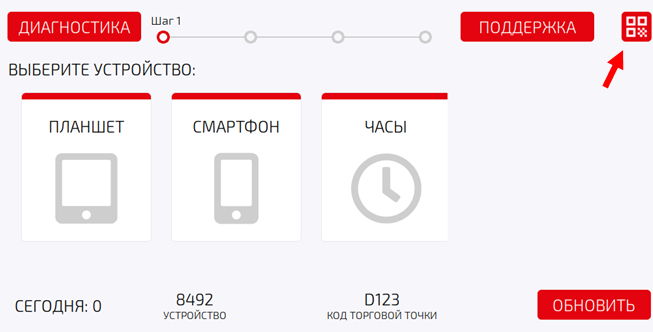 ДИАГНОСТИКА
Шаг 1
ПОДДЕРЖКА
ВЫБЕРИТЕ УСТРОЙСТВО:
ПЛАНШЕТ
СМАРТФОН
ЧАСЫ
СЕГОДНЯ: 0
8492
УСТРОЙСТВО
D123
КОД ТОРГОВОЙ ТОЧКИ
ОБНОВИТЬ